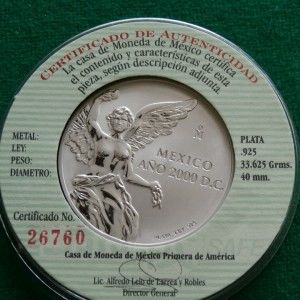 CERTIFICADO DE AUTENTICIDAD
La casa de Moneda de México certifica
el contenido y características de esta
pieza, según descripción adjunta.
METAL: PLATA
LEY: .925
PESO: 33.625 Grms.
DIAMETRO: 40 mm.
M
MEXICO
AÑO 2000 D.C.
Certificado No.
26760
Casa de Moneda de México Primera de América
Lic. Alfredo Leio de Larrea y Robles
Director General